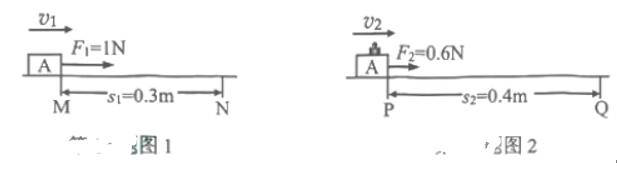 v₁
v₂
A
F₁=1N
A
F₂=0.6N
s₁=0.3m
s₂=0.4m
M
N
P
Q
图 1
图 2